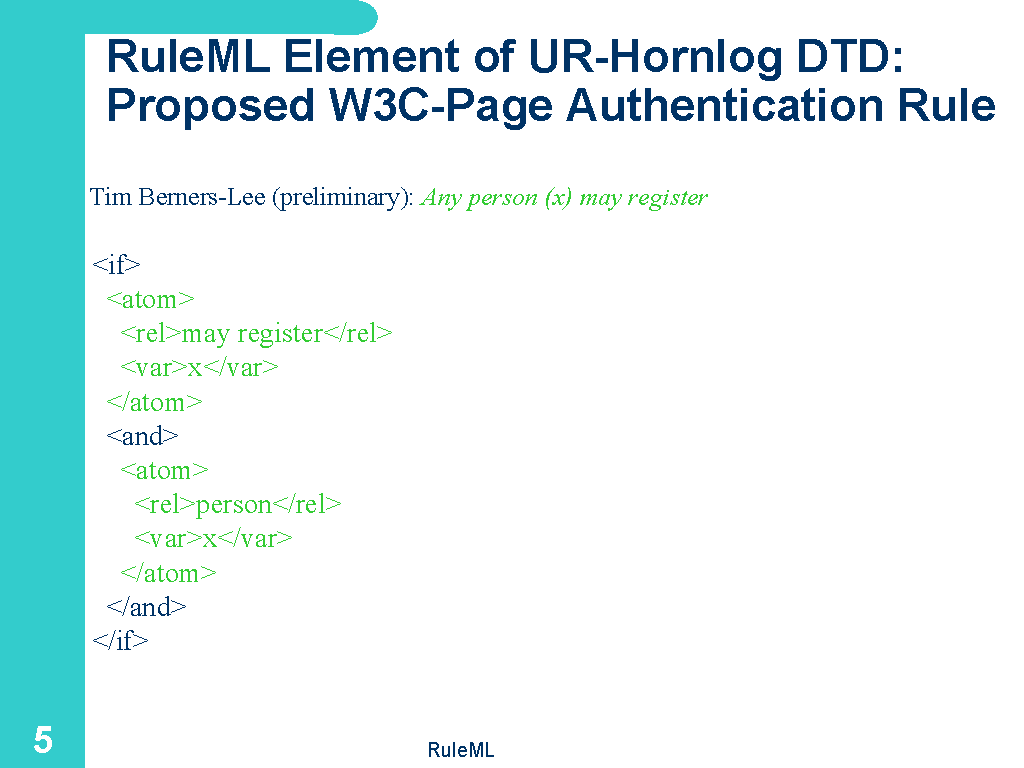 RuleML Element of UR-Hornlog DTD:
Proposed W3C-Page Authentication Rule
Tim Berners-Lee (preliminary): Any person (x) may register
<if>
<atom>
<rel>may register</rel>
<var>x</var>
</atom>
<and>
<atom>
<rel>person</rel>
<var>x</var>
</atom>
</and>
</if>
5
RuleML